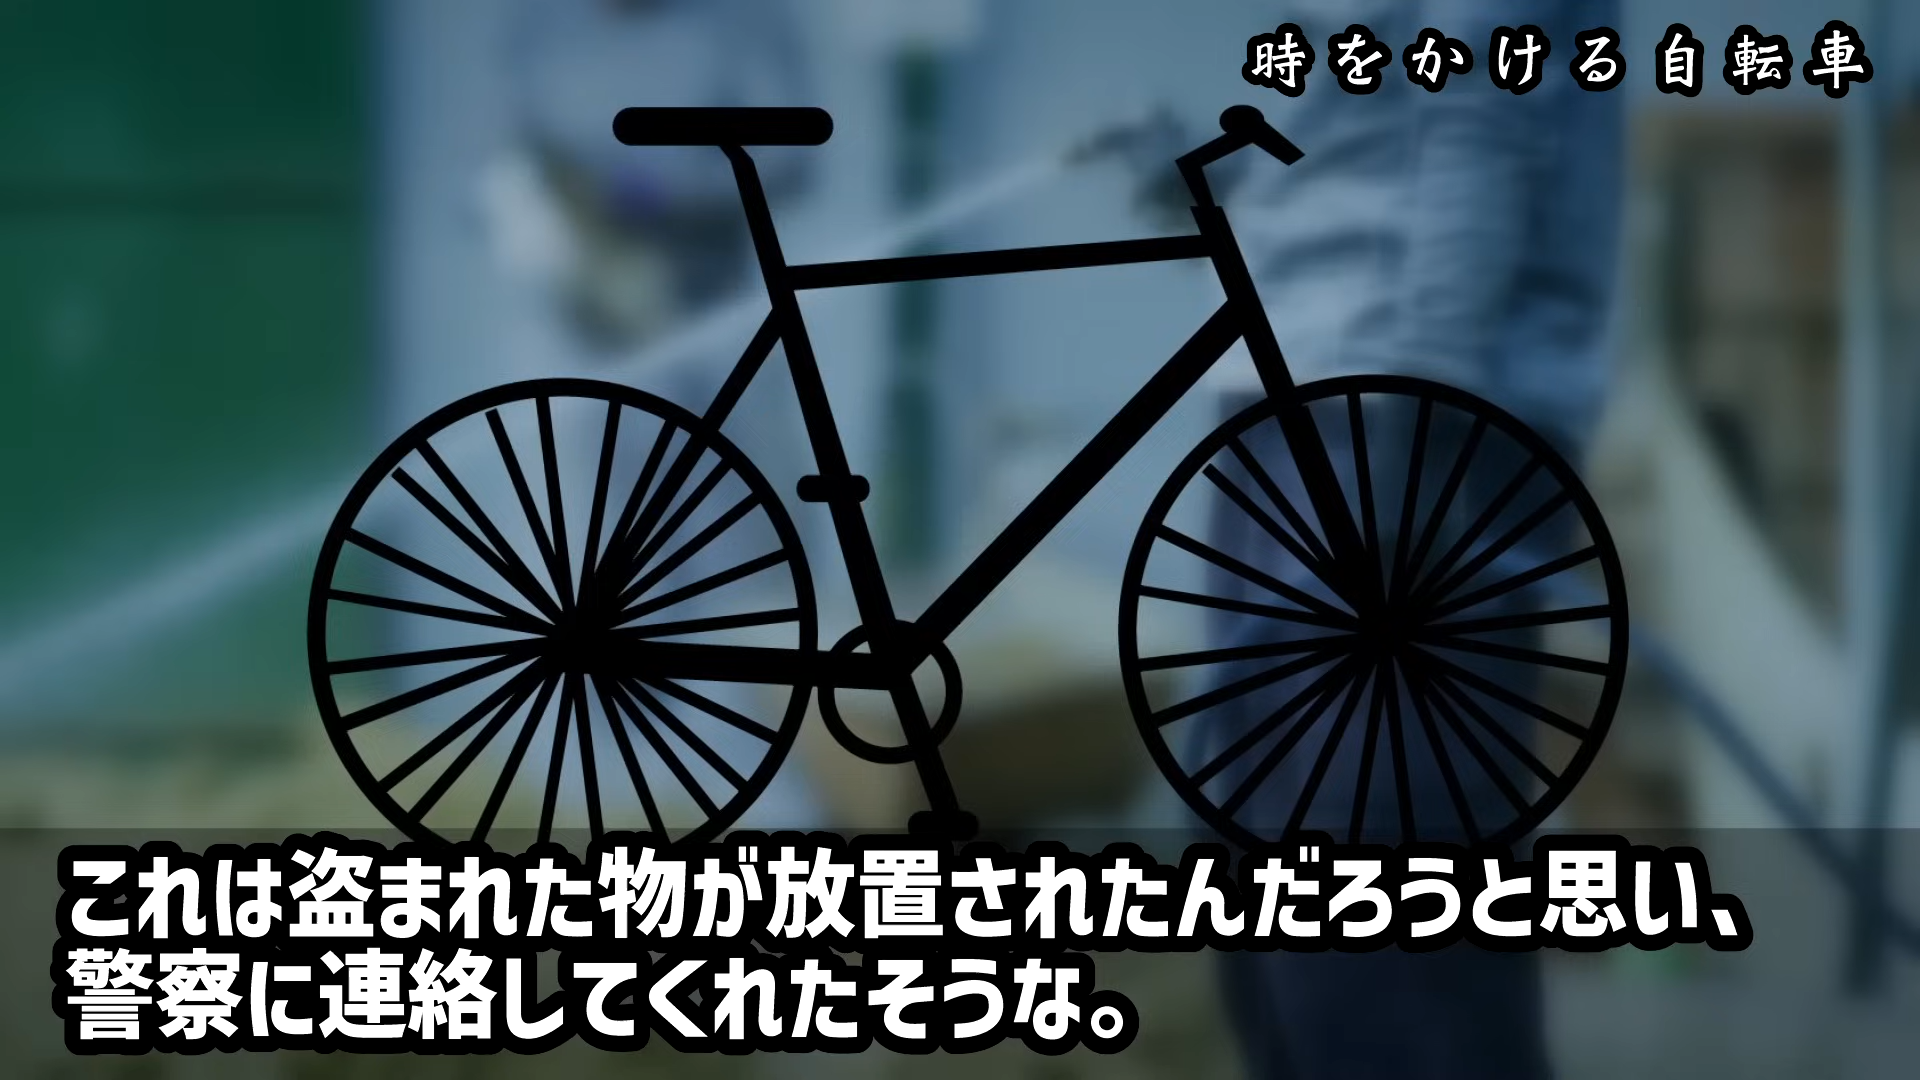 時をかける自転車
これは盗まれた物が放置されたんだろうと思い、
警察に連絡してくれたそうな。